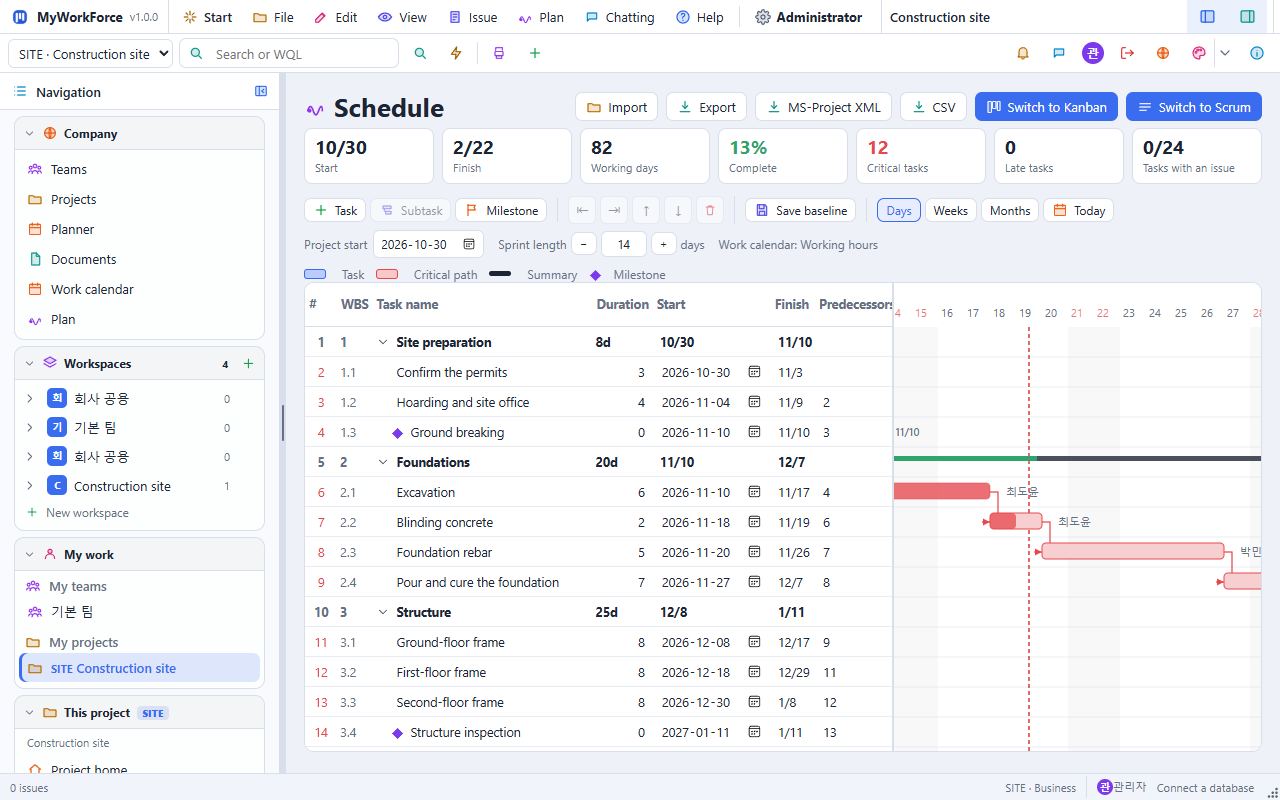 MyWorkForce v1.0.0 Start File Edit View Issue Plan Chatting Help Administrator Construction site
SITE · Construction site Search or WQL 관
Navigation
Company
Teams
Projects
Planner
Documents
Work calendar
Plan
Workspaces 4
회 회사 공용 0
기 기본 팀 0
회 회사 공용 0
C Construction site 1
New workspace
My work
My teams
기본 팀
My projects
SITE Construction site
This project SITE
Construction site
Project home
Schedule Import Export MS-Project XML CSV Switch to Kanban Switch to Scrum
10/30 2/22 82 13% 12 0 0/24
Start Finish Working days Complete Critical tasks Late tasks Tasks with an issue
Task Subtask Milestone Save baseline Days Weeks Months Today
Project start 2026-10-30 Sprint length − 14 + days Work calendar: Working hours
Task Critical path Summary Milestone
# WBS Task name Duration Start Finish Predecessors 4 15 16 17 18 19 20 21 22 23 24 25 26 27 28
1 1 Site preparation 8d 10/30 11/10
2 1.1 Confirm the permits 3 2026-10-30 11/3
3 1.2 Hoarding and site office 4 2026-11-04 11/9 2
4 1.3 Ground breaking 0 2026-11-10 11/10 3 11/10
5 2 Foundations 20d 11/10 12/7
6 2.1 Excavation 6 2026-11-10 11/17 4 최도윤
7 2.2 Blinding concrete 2 2026-11-18 11/19 6 최도윤
8 2.3 Foundation rebar 5 2026-11-20 11/26 7 박민
9 2.4 Pour and cure the foundation 7 2026-11-27 12/7 8
10 3 Structure 25d 12/8 1/11
11 3.1 Ground-floor frame 8 2026-12-08 12/17 9
12 3.2 First-floor frame 8 2026-12-18 12/29 11
13 3.3 Second-floor frame 8 2026-12-30 1/8 12
14 3.4 Structure inspection 0 2027-01-11 1/11 13
0 issues SITE · Business 관 관리자 Connect a database